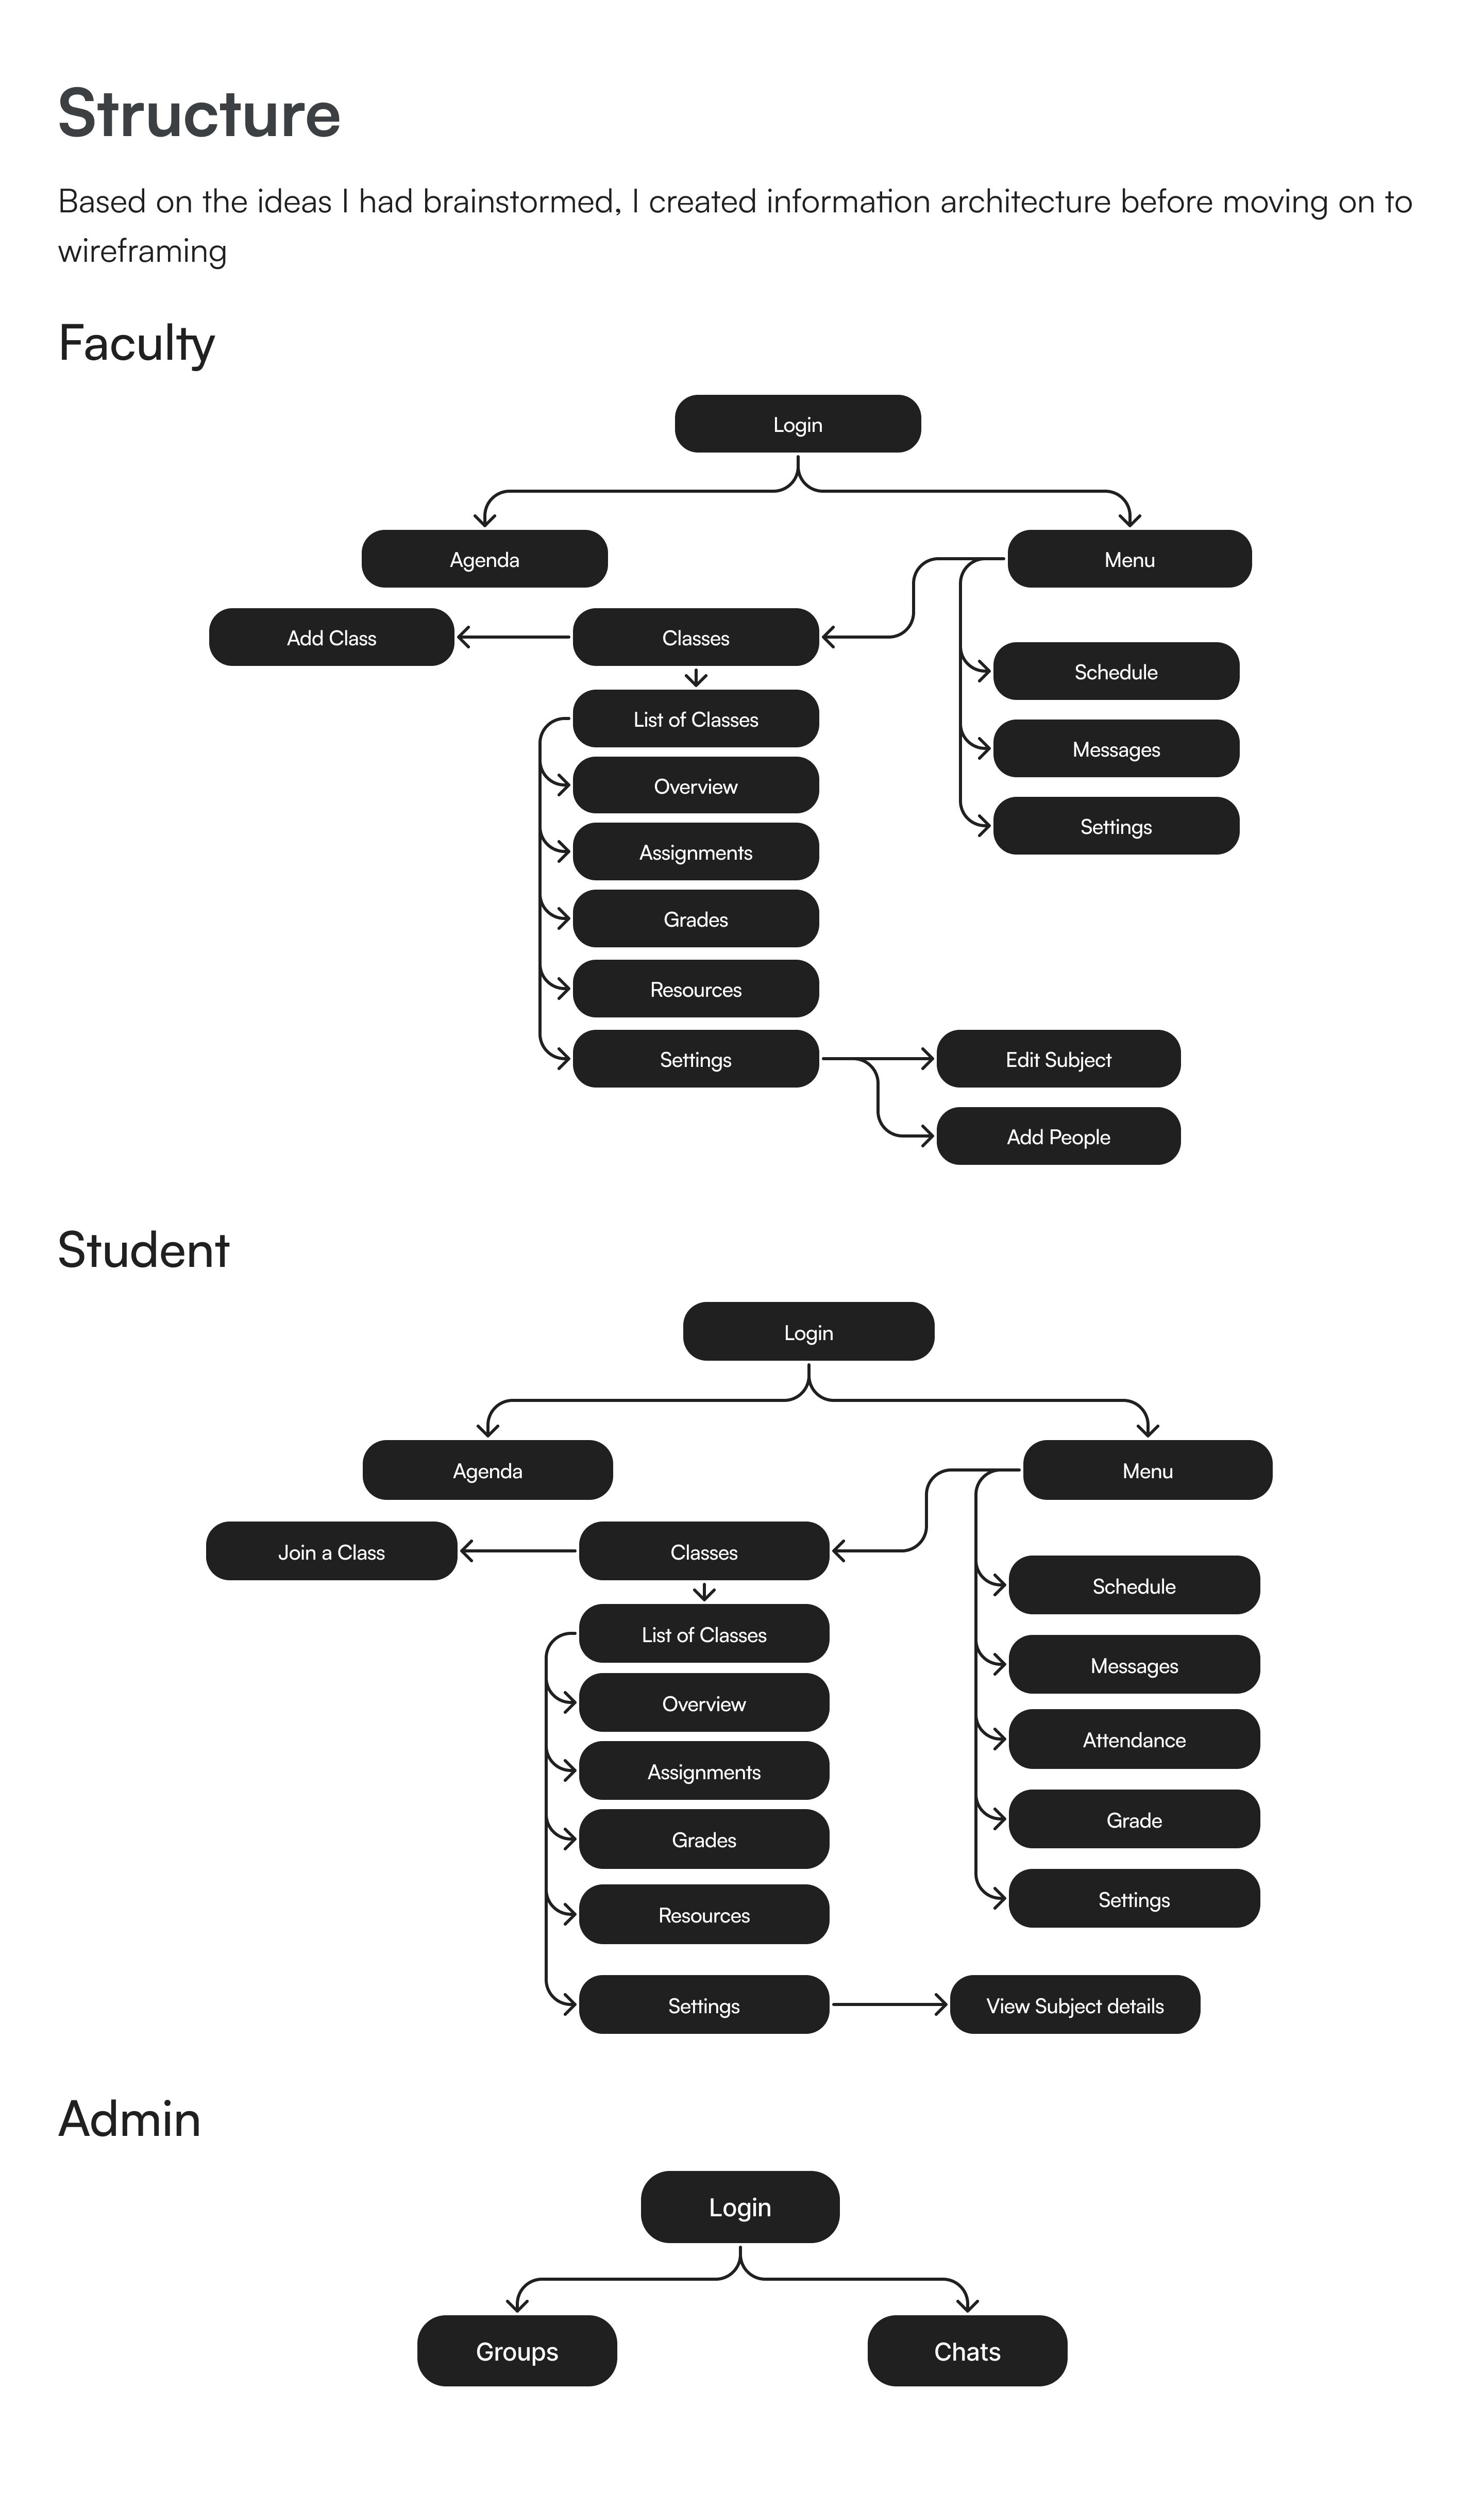 Structure
Based on the ideas I had brainstormed, I created information architecture before moving on to
wireframing
Faculty
Login
Agenda
Menu
Add Class
Classes
Schedule
List of Classes
Messages
Overview
Settings
Assignments
Grades
Resources
Settings
Edit Subject
Add People
Student
Login
Agenda
Menu
Join a Class
Classes
Schedule
List of Classes
Messages
Overview
Attendance
Assignments
Grade
Grades
Settings
Resources
Settings
View Subject details
Admin
Login
Groups
Chats